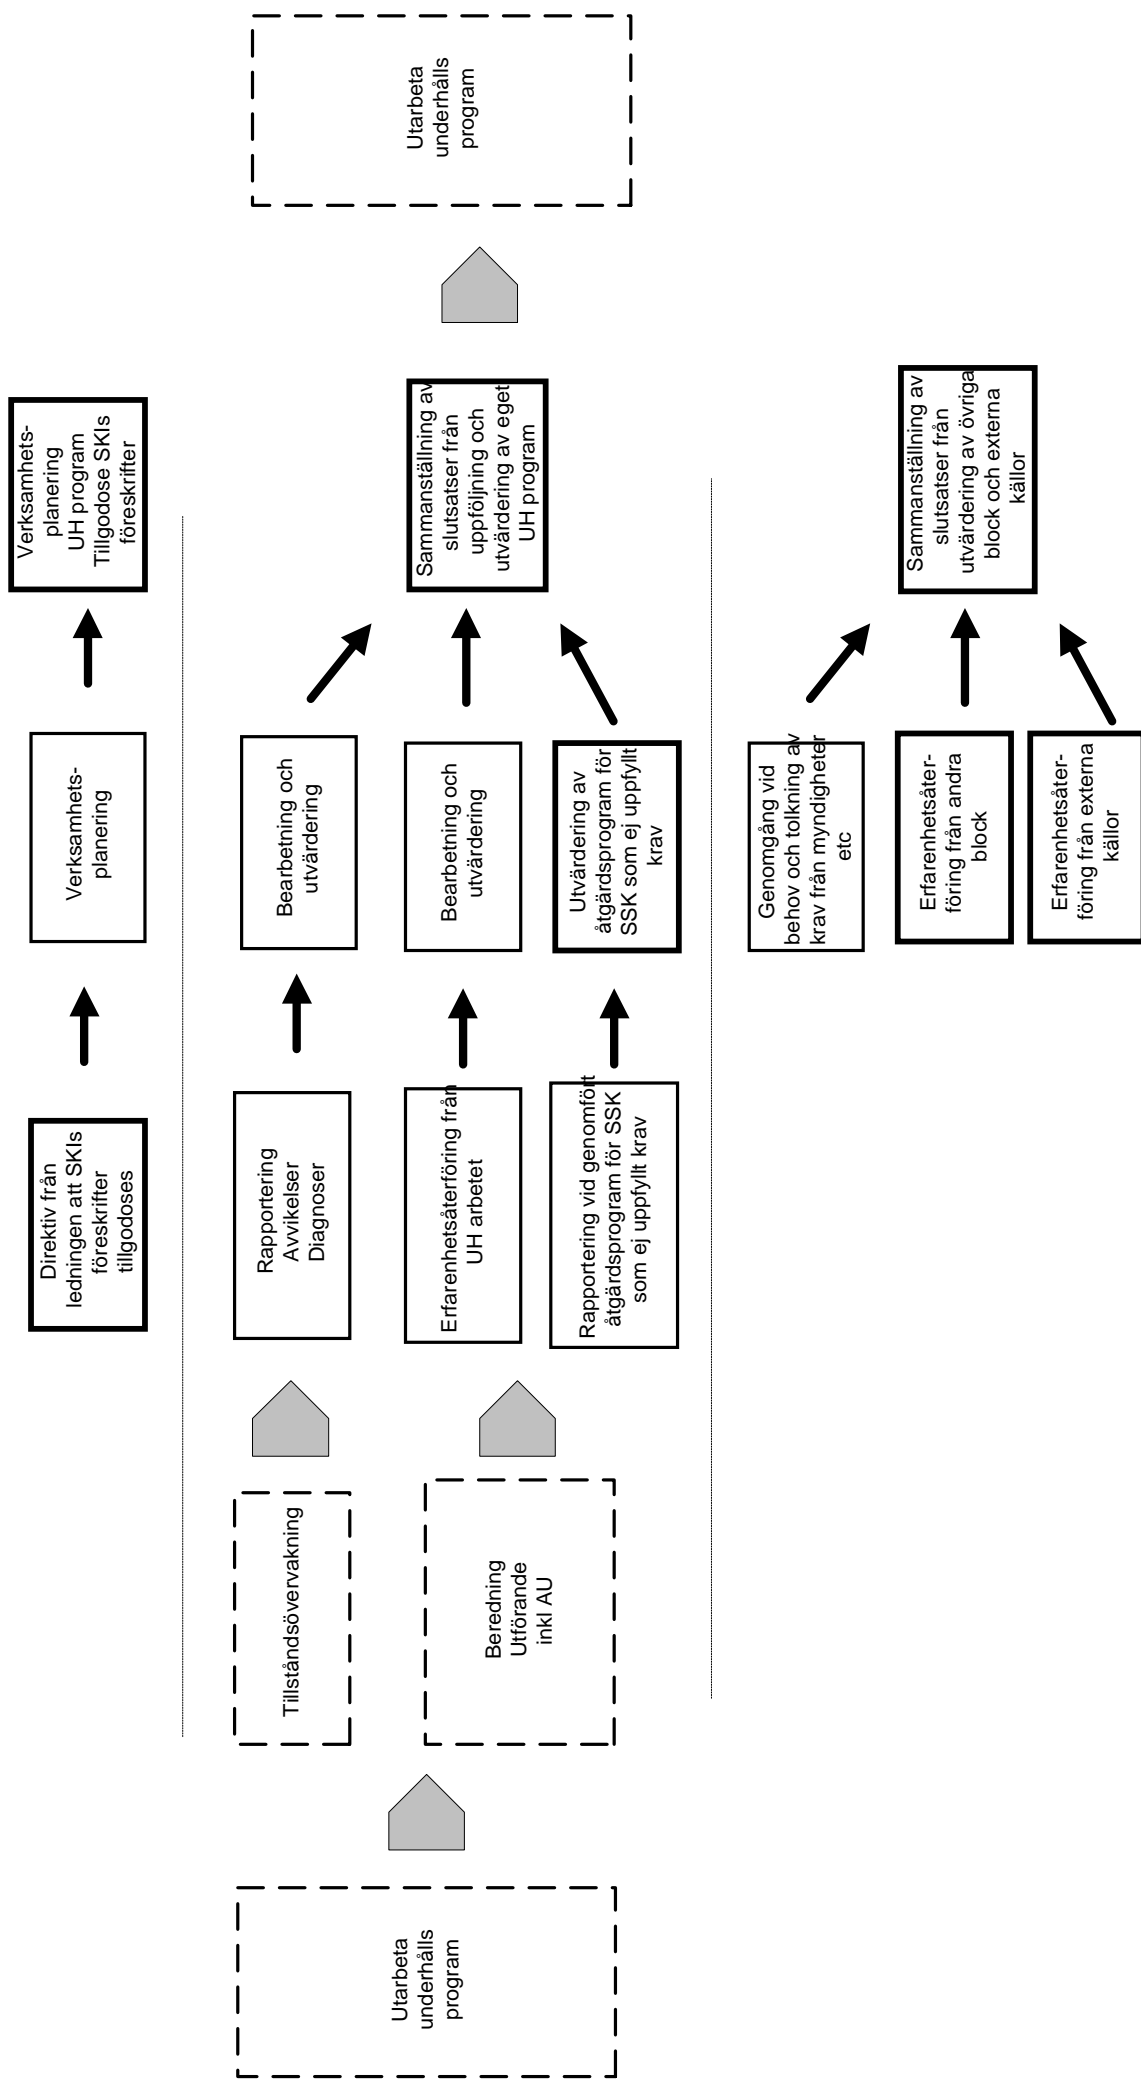 Direktiv från
ledningen att SKIs
föreskrifter
tillgodoses
Verksamhets-
planering
Verksamhets-
planering
UH program
Tillgodose SKIs
föreskrifter
Utarbeta
underhålls
program
Tillståndsövervakning
Beredning
Utförande
inkl AU
Rapportering
Avvikelser
Diagnoser
Bearbetning och
utvärdering
Erfarenhetsåterföring från
UH arbetet
Bearbetning och
utvärdering
Rapportering vid genomfört
åtgärdsprogram för SSK
som ej uppfyllt krav
Utvärdering av
åtgärdsprogram för
SSK som ej uppfyllt
krav
Sammanställning av
slutsatser från
uppföljning och
utvärdering av eget
UH program
Utarbeta
underhålls
program
Genomgång vid
behov och tolkning av
krav från myndigheter
etc
Erfarenhetsåter-
föring från andra
block
Erfarenhetsåter-
föring från externa
källor
Sammanställning av
slutsatser från
utvärdering av övriga
block och externa
källor